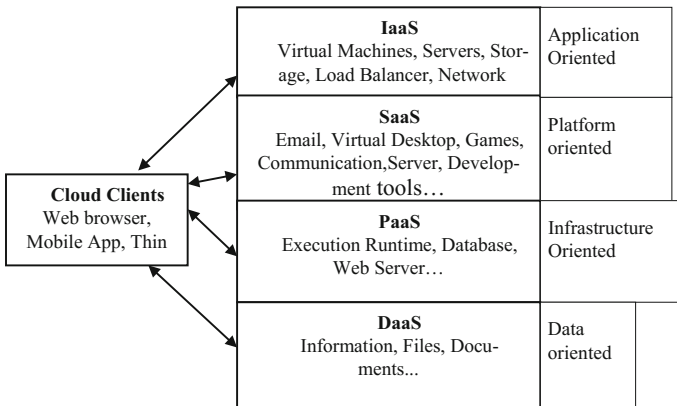 IaaS
Virtual Machines, Servers, Stor-
age, Load Balancer, Network
Application
Oriented
SaaS
Email, Virtual Desktop, Games,
Communication,Server, Develop-
ment tools…
Platform
oriented
Cloud Clients
Web browser,
Mobile App, Thin
PaaS
Execution Runtime, Database,
Web Server…
Infrastructure
Oriented
DaaS
Information, Files, Docu-
ments...
Data
oriented